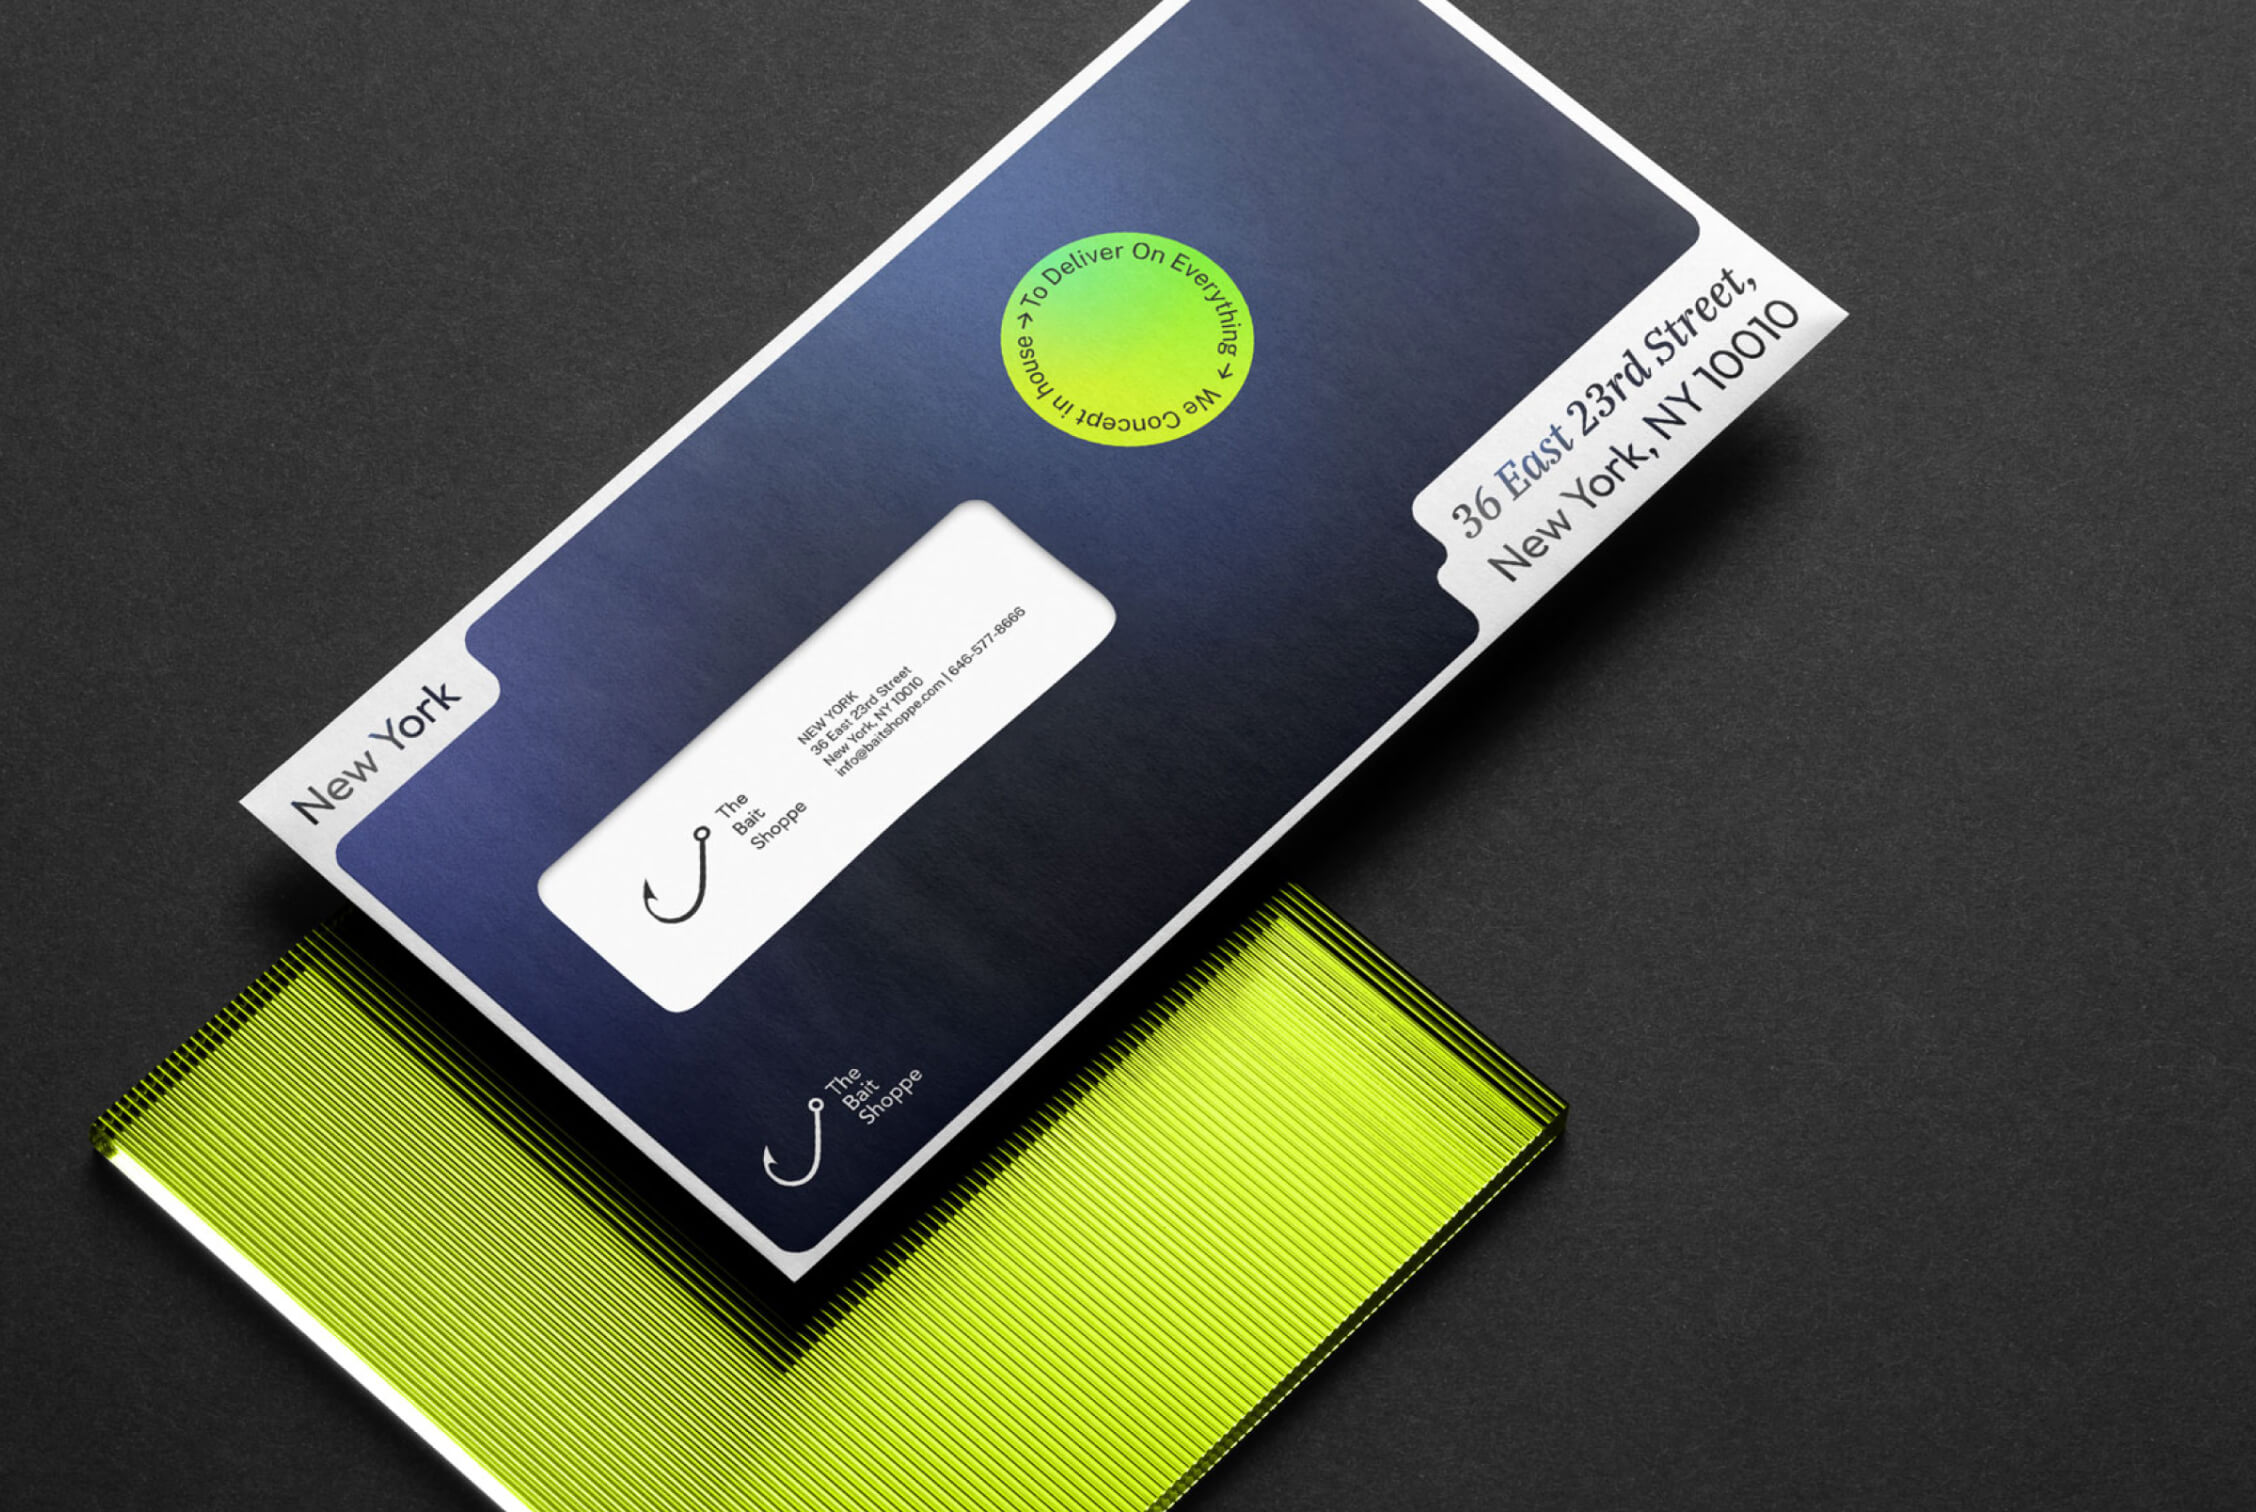 To Deliver On Everything → We Concept in house →
36 East 23rd Street,
New York, NY 10010
New York
The
Bait
Shoppe
NEW YORK
36 East 23rd Street
New York, NY 10010
info@baitshoppe.com | 646-577-8666
The
Bait
Shoppe